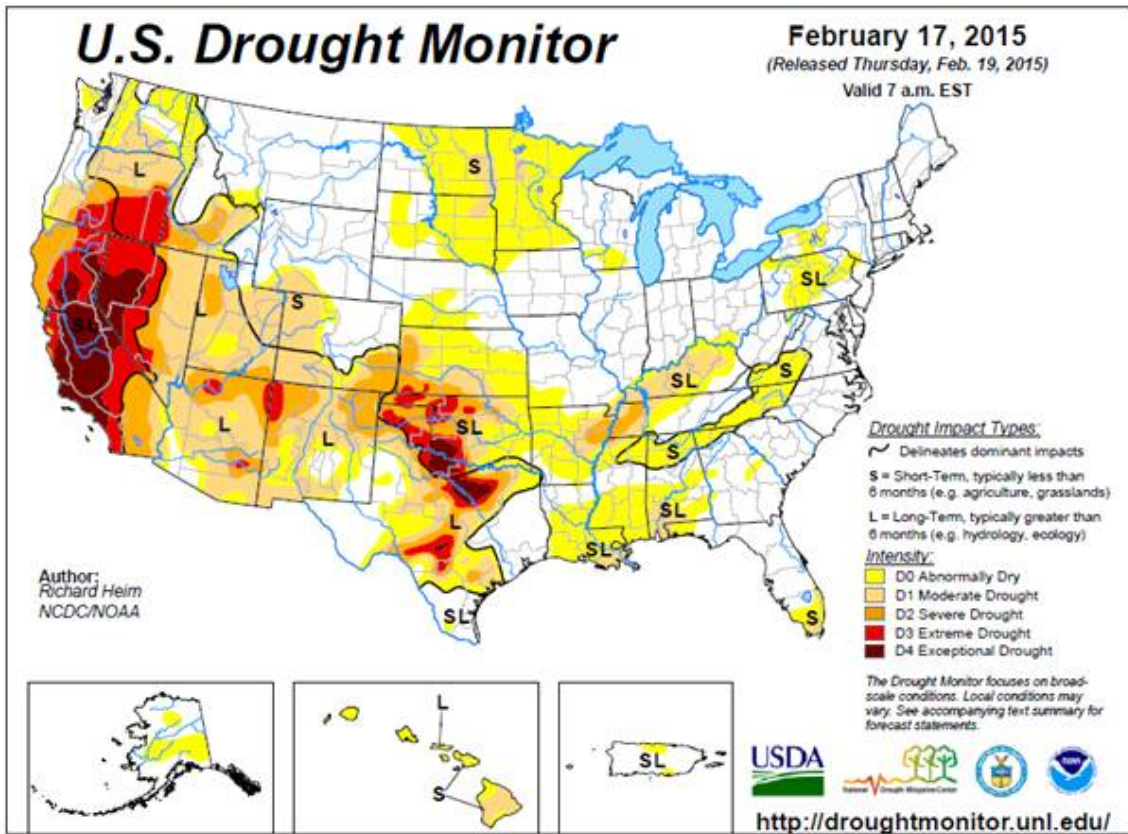 U.S. Drought Monitor
February 17, 2015
(Released Thursday, Feb. 19, 2015)
Valid 7 a.m. EST
L
S
S
L
SL
SL
S
SL
S
L
L
SL
S
SL
L
SL
SL
S
Drought Impact Types:
Delineates dominant impacts
S = Short-Term, typically less than
6 months (e.g. agriculture, grasslands)
L = Long-Term, typically greater than
6 months (e.g. hydrology, ecology)
Intensity:
D0 Abnormally Dry
D1 Moderate Drought
D2 Severe Drought
D3 Extreme Drought
D4 Exceptional Drought
Author:
Richard Heim
NCDC/NOAA
The Drought Monitor focuses on broad-
scale conditions. Local conditions may
vary. See accompanying text summary for
forecast statements.
L
S
SL
USDA
National Drought Mitigation Center
http://droughtmonitor.unl.edu/